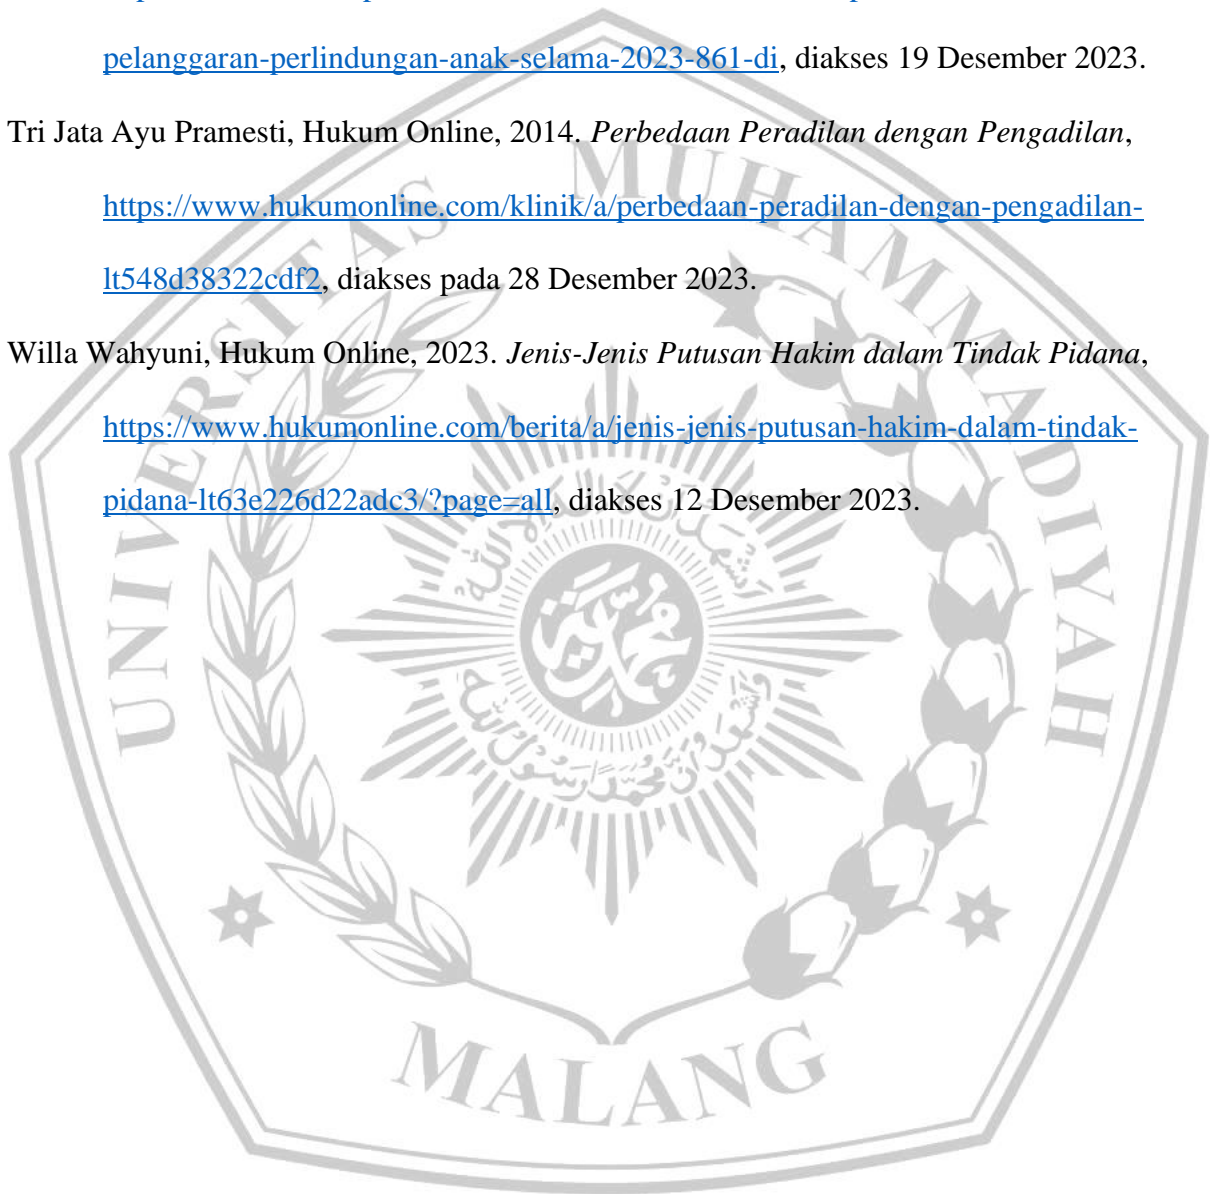 pelanggaran-perlindungan-anak-selama-2023-861-di, diakses 19 Desember 2023.
Tri Jata Ayu Pramesti, Hukum Online, 2014. Perbedaan Peradilan dengan Pengadilan,
https://www.hukumonline.com/klinik/a/perbedaan-peradilan-dengan-pengadilan-
lt548d38322cdf2, diakses pada 28 Desember 2023.
Willa Wahyuni, Hukum Online, 2023. Jenis-Jenis Putusan Hakim dalam Tindak Pidana,
https://www.hukumonline.com/berita/a/jenis-jenis-putusan-hakim-dalam-tindak-
pidana-lt63e226d22adc3/?page=all, diakses 12 Desember 2023.
UNIVERSITAS MUHAMMADIYAH
MALANG